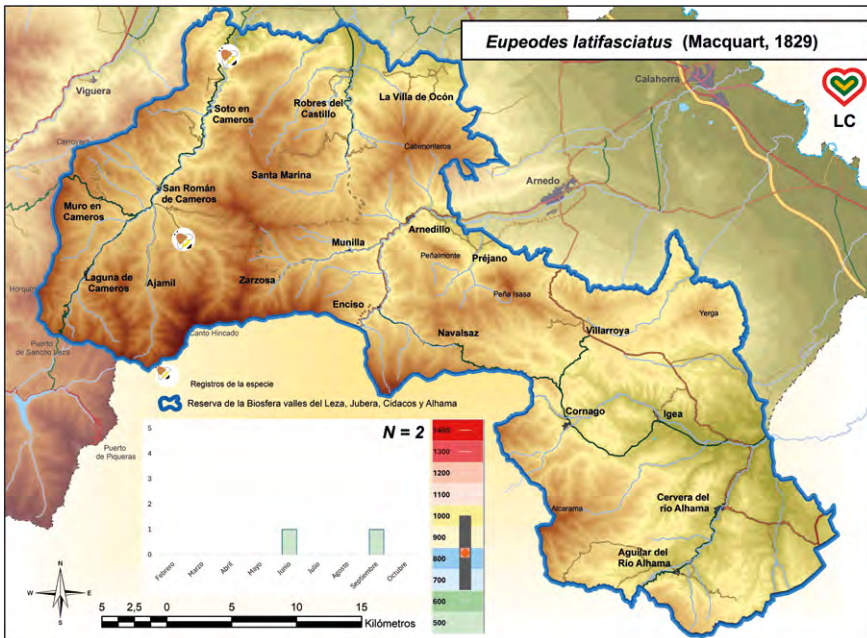 Eupeodes latifasciatus (Macquart, 1829)
Calahorra
LC
Viguera
Soto en
Cameros
Robres del
Castillo
La Villa de Ocón
Cabimonteros
Santa Marina
Arnedo
San Román
de Cameros
Muro en
Cameros
Arnedillo
Munilla
Peñalmonte
Préjano
Laguna de
Cameros
Ajamil
Zarzosa
Enciso
Peña Isasa
Navalsaz
Villarroya
Yerga
Puerto
de Sancho Leza
Canto Hincado
Registros de la especie
Reserva de la Biosfera valles del Leza, Jubera, Cidacos y Alhama
Cornago
Igea
Puerto
de Piqueras
Alcarama
Cervera del
río Alhama
Aguilar del
Río Alhama
N = 2
5
4
3
2
1
0
Febrero
Marzo
Abril
Mayo
Junio
Julio
Agosto
Septiembre
Octubre
1400
1300
1200
1100
1000
900
800
700
600
500
N
W
E
S
5 2,5 0 5 10 15
Kilómetros